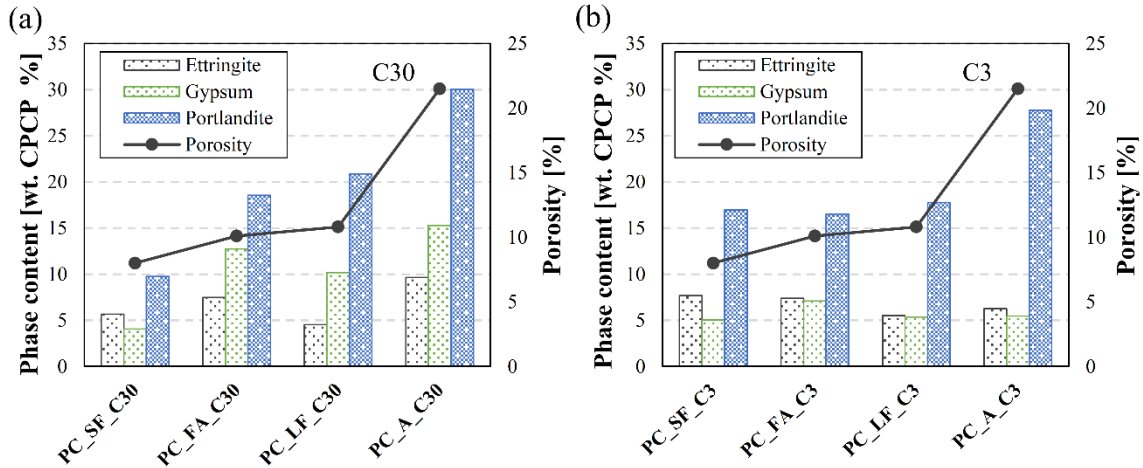 (a)
Phase content [wt. CPCP %]
35
30
25
20
15
10
5
0
Ettringite
Gypsum
Portlandite
Porosity
C30
25
20
15
10
5
0
Porosity [%]
PC_SF_C30
PC_FA_C30
PC_LF_C30
PC_A_C30
(b)
Phase content [wt. CPCP %]
35
30
25
20
15
10
5
0
Ettringite
Gypsum
Portlandite
Porosity
C3
25
20
15
10
5
0
Porosity [%]
PC_SF_C3
PC_FA_C3
PC_LF_C3
PC_A_C3